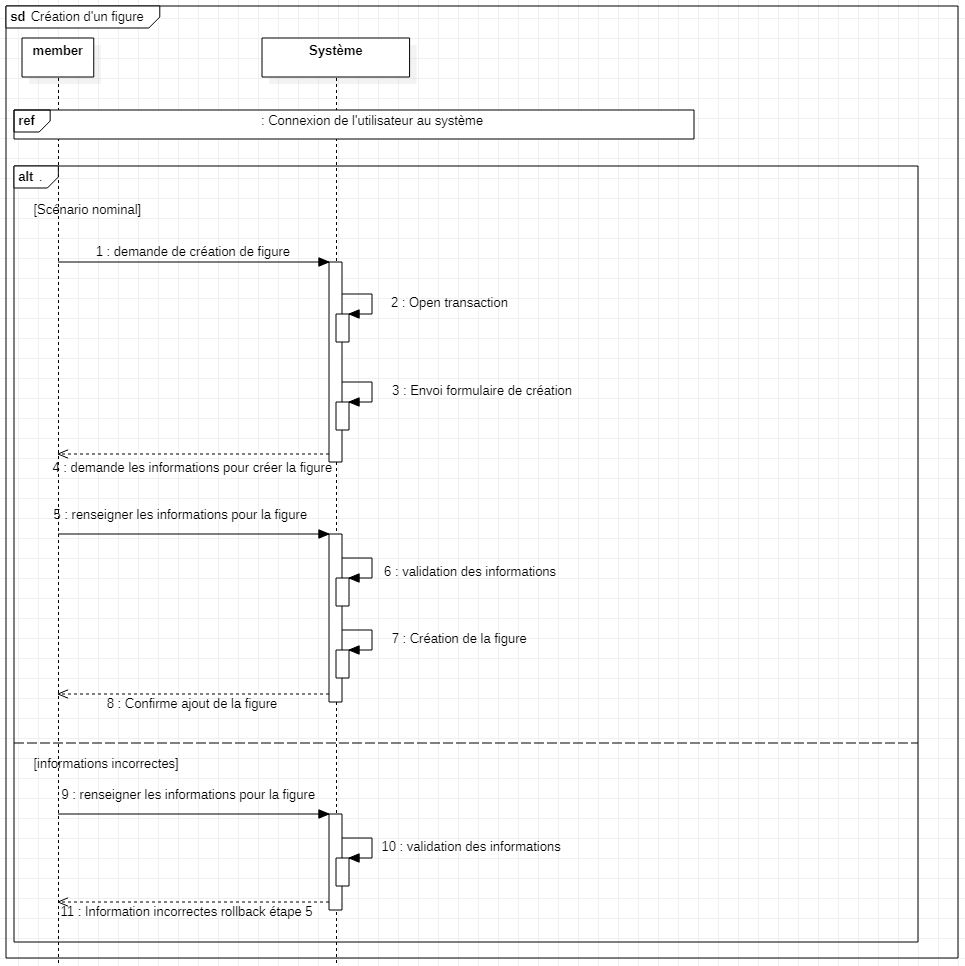 sd Création d'un figure
member
Système
ref
: Connexion de l'utilisateur au système
alt .
[Scénario nominal]
1 : demande de création de figure
2 : Open transaction
3 : Envoi formulaire de création
4 : demande les informations pour créer la figure
5 : renseigner les informations pour la figure
6 : validation des informations
7 : Création de la figure
8 : Confirme ajout de la figure
[informations incorrectes]
9 : renseigner les informations pour la figure
10 : validation des informations
11 : Information incorrectes rollback étape 5